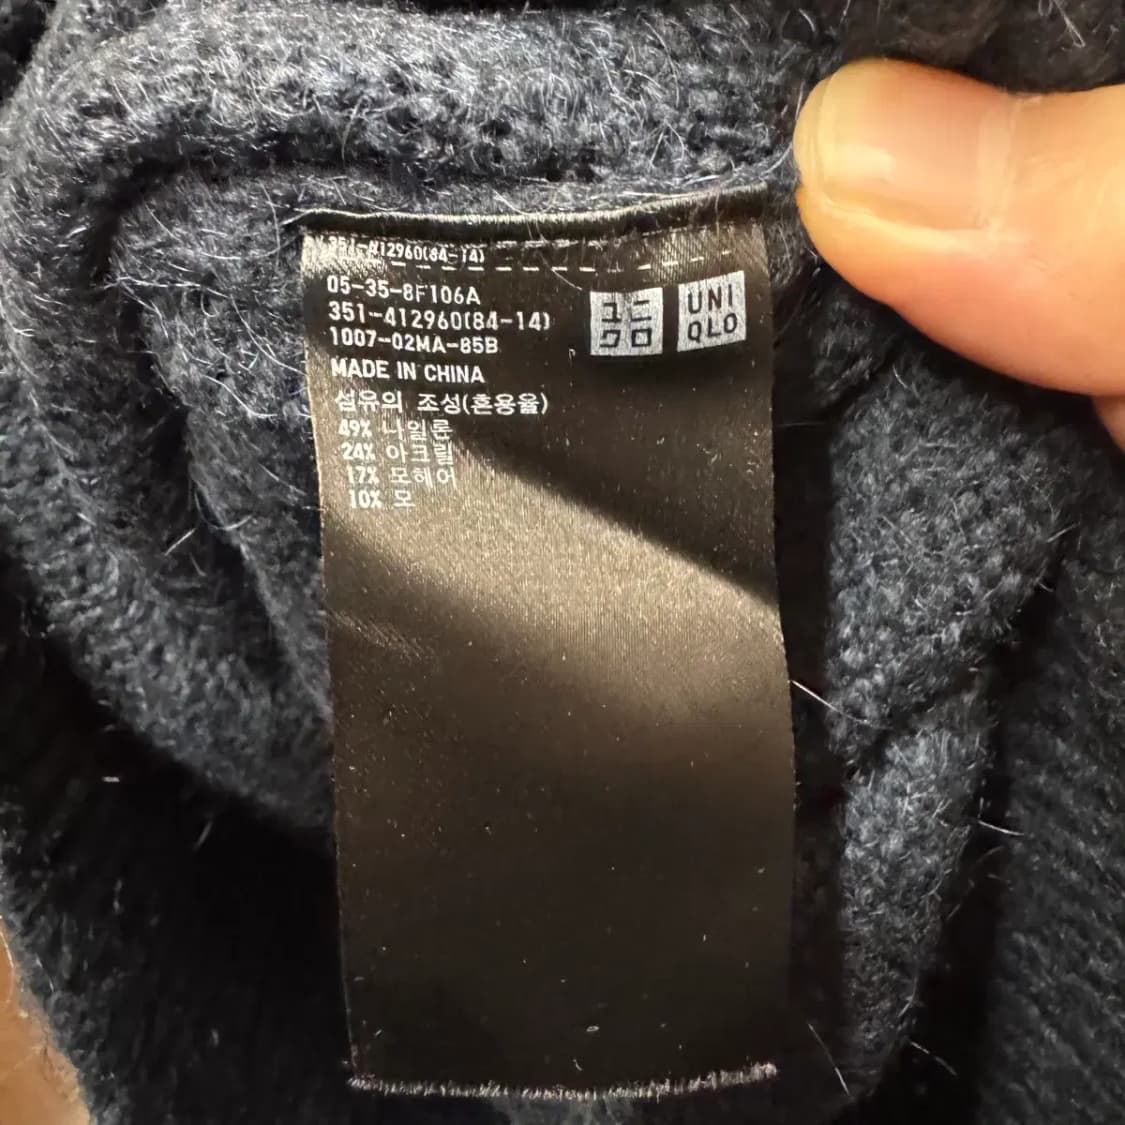 351-412960(84-14)
05-35-8F106A
351-412960(84-14)
1007-02MA-85B
MADE IN CHINA
섬유의 조성(혼용율)
49% 나일론
24% 아크릴
17% 모헤어
10% 모
ユニ
クロ
UNI
QLO